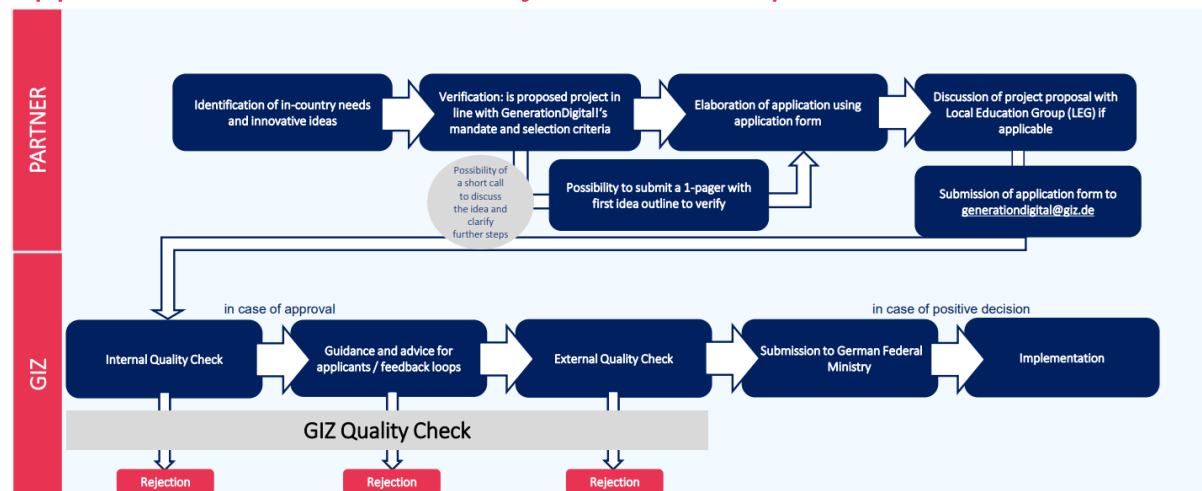 PARTNER
Identification of in-country needs
and innovative ideas
Verification: is proposed project in
line with GenerationDigital!'s
mandate and selection criteria
Elaboration of application using
application form
Discussion of project proposal with
Local Education Group (LEG) if
applicable
Possibility of
a short call
to discuss
the idea and
clarify
further steps
Possibility to submit a 1-pager with
first idea outline to verify
Submission of application form to
generationdigital@giz.de
GIZ
in case of approval
in case of positive decision
Internal Quality Check
Guidance and advice for
applicants / feedback loops
External Quality Check
Submission to German Federal
Ministry
Implementation
GIZ Quality Check
Rejection
Rejection
Rejection